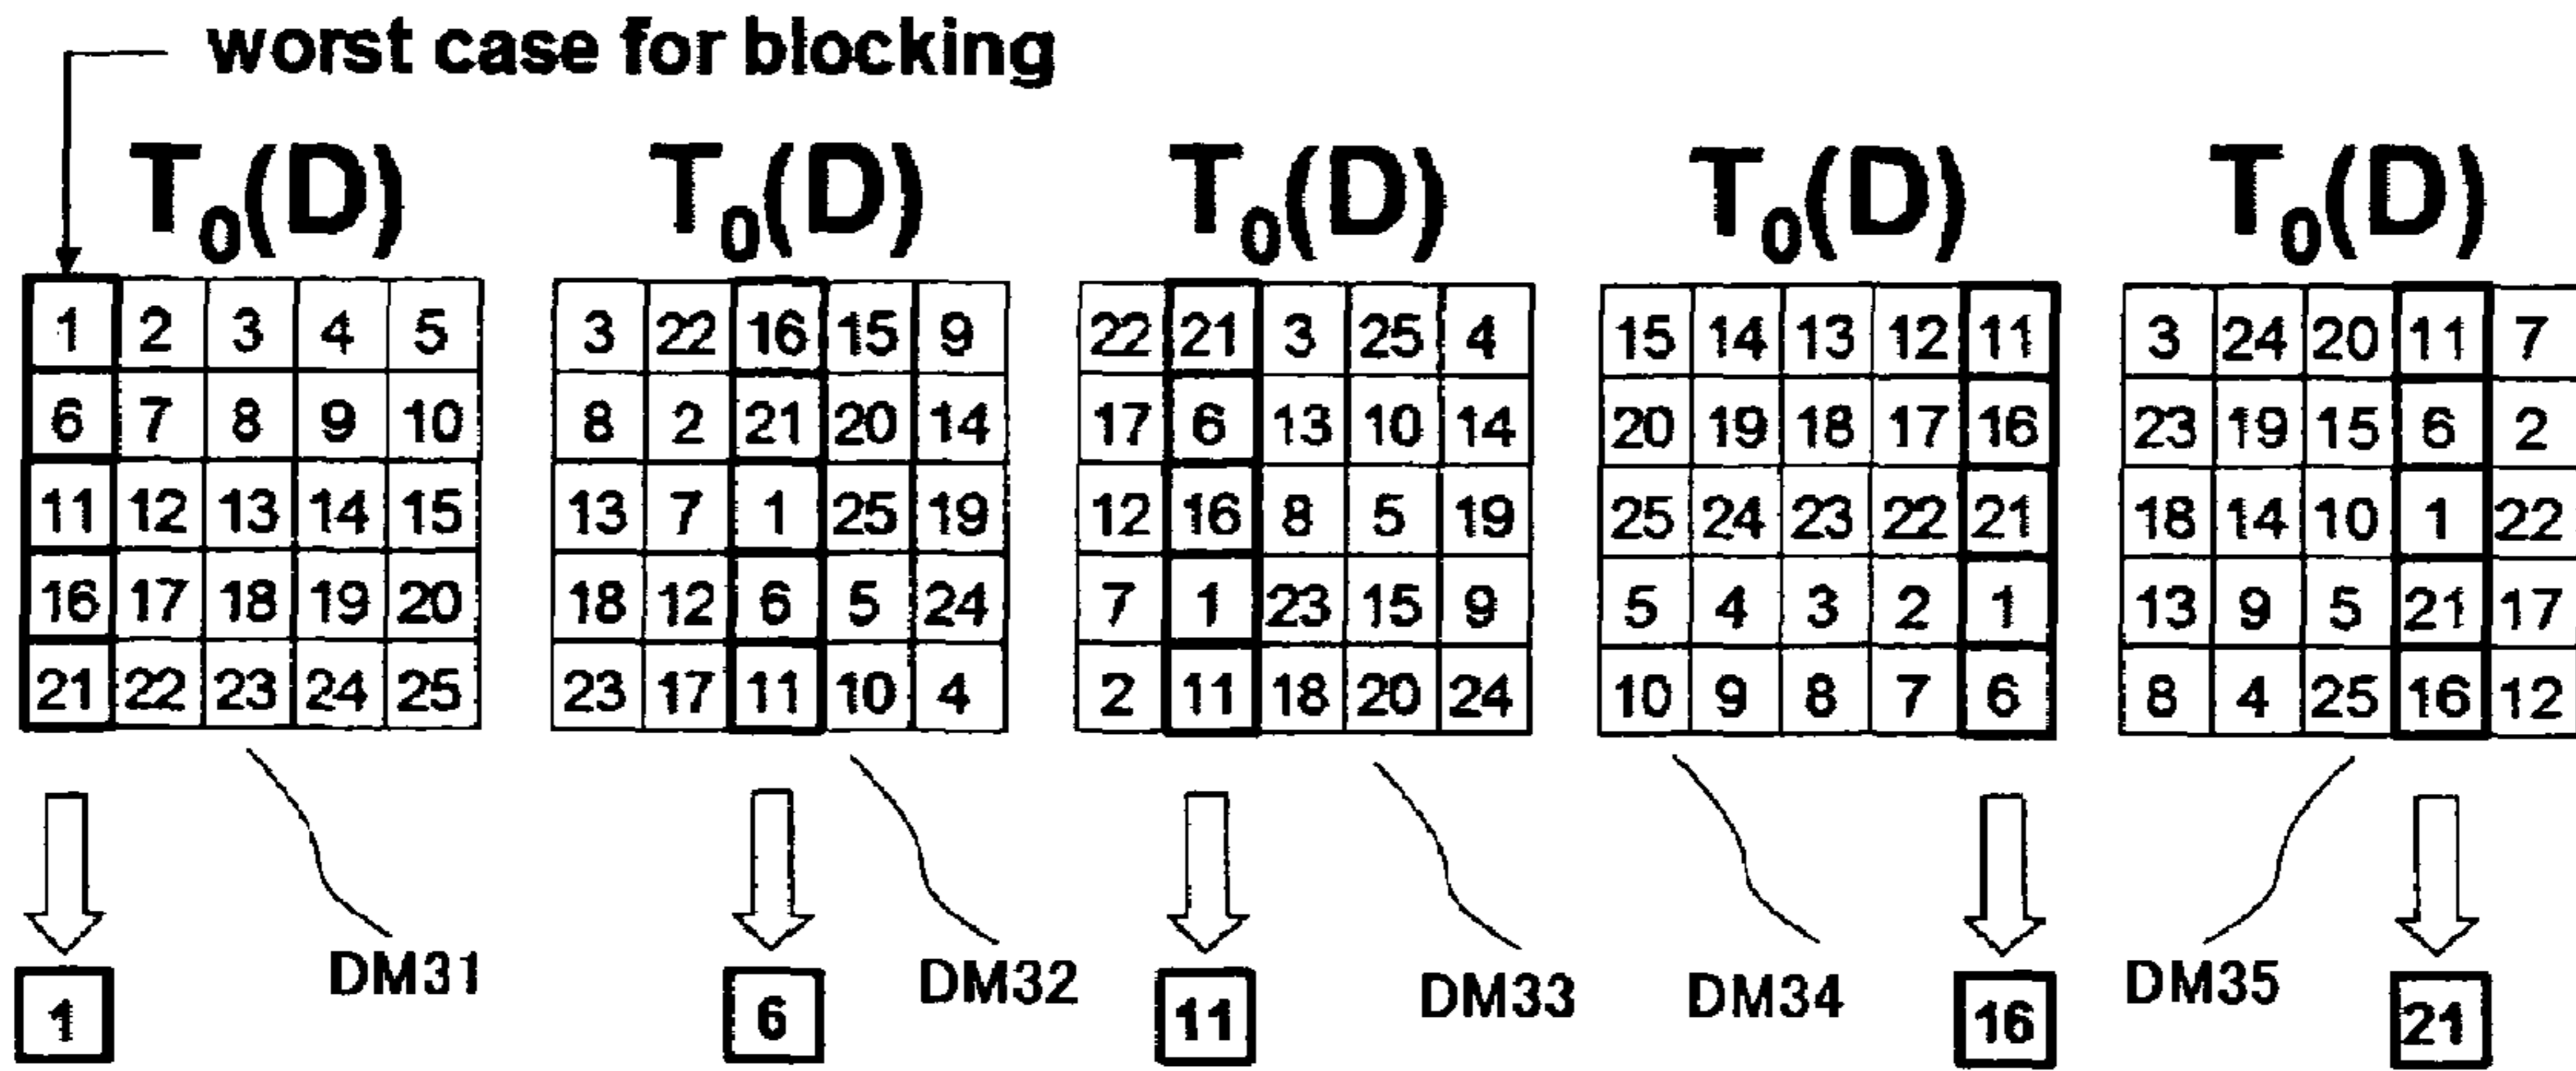 worst case for blocking
T0(D) T0(D) T0(D) T0(D) T0(D)
1 2 3 4 5 3 22 16 15 9 22 21 3 25 4 15 14 13 12 11 3 24 20 11 7
6 7 8 9 10 8 2 21 20 14 17 6 13 10 14 20 19 18 17 16 23 19 15 6 2
11 12 13 14 15 13 7 1 25 19 12 16 8 5 19 25 24 23 22 21 18 14 10 1 22
16 17 18 19 20 18 12 6 5 24 7 1 23 15 9 5 4 3 2 1 13 9 5 21 17
21 22 23 24 25 23 17 11 10 4 2 11 18 20 24 10 9 8 7 6 8 4 25 16 12
DM31 DM32 DM33 DM34 DM35
1 6 11 16 21